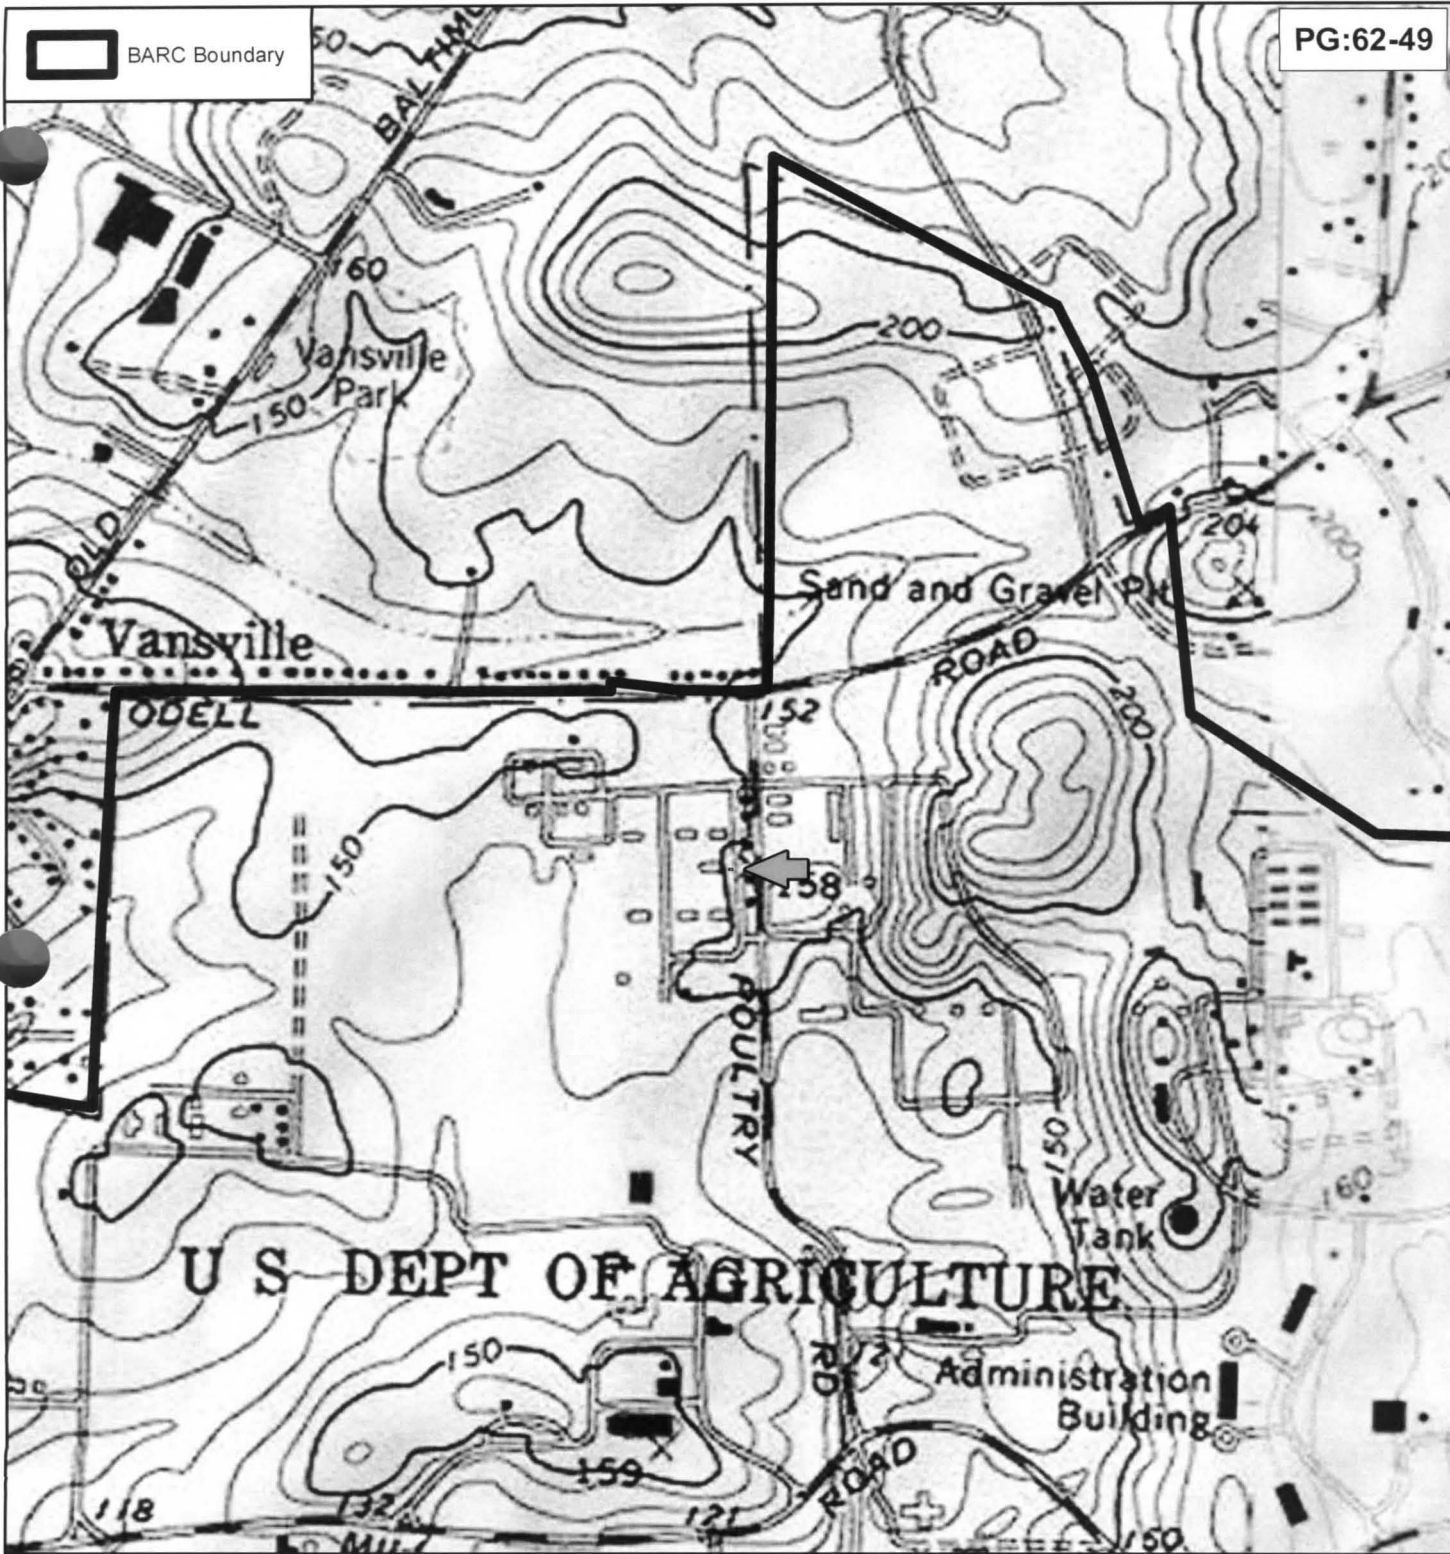 BARC Boundary
PG:62-49
160
Vansville
Park
200
150
204
200
OLD
Sand and Gravel Pit
Vansville
ROAD
ODELL
152
200
150
158
POULTRY
150
Water
Tank
160
U S DEPT OF AGRICULTURE
RD
150
Administration
Building
159
ROAD
118
132
121
150